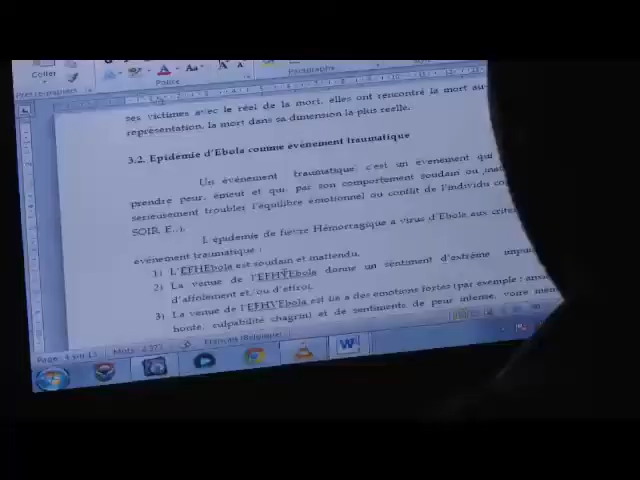 Coller
Presse-papiers
Police
Paragraphe
ses victimes avec le réel de la mort, elles ont rencontré la mort au-
représentation, la mort dans sa dimension la plus réelle.
3.2. Epidémie d'Ebola comme événement traumatique
Un événement traumatique c'est un événement qui
prendre peur, émeut et qui par son comportement soudain ou
sérieusement troubler l'équilibre émotionnel ou conflit de l'individu
SOIR E..).
L'épidemie de fievre Hémorragique a virus d'Ebola aux
événement traumatique :
1) L'EFHEbola est soudain et inattendu,
2) La venue de l'EFHVEbola donne un sentiment d'extrême
d'affolement et, ou d'effroi,
3) La venue de l'EFHVEbola est lié a des émotions fortes (par exemple :
honte, culpabilité chagrin) et de sentiments de peur intense, voire
Page : 4 sur 13 Mots : Français (Belgique)